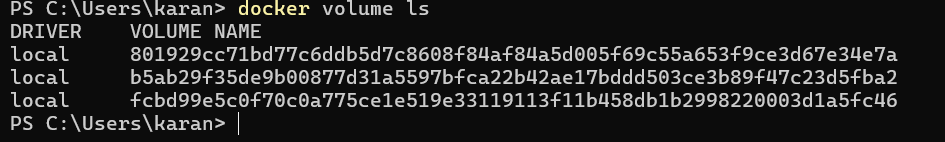 PS C:\Users\karan> docker volume ls
DRIVER    VOLUME NAME
local     801929cc71bd77c6ddb5d7c8608f84af84a5d005f69c55a653f9ce3d67e34e7a
local     b5ab29f35de9b00877d31a5597bfca22b42ae17bddd503ce3b89f47c23d5fba2
local     fcbd99e5c0f70c0a775ce1e519e33119113f11b458db1b2998220003d1a5fc46
PS C:\Users\karan>